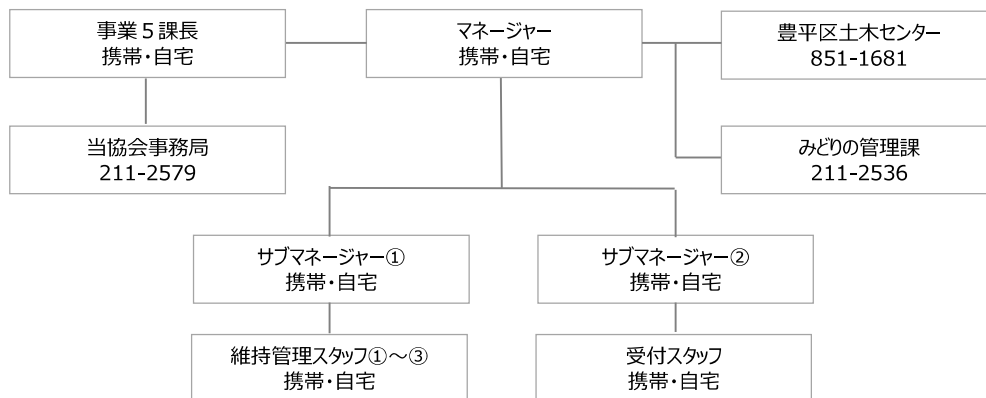 事業５課長
携帯・自宅
マネージャー
携帯・自宅
豊平区土木センター
851-1681
当協会事務局
211-2579
みどりの管理課
211-2536
サブマネージャー①
携帯・自宅
サブマネージャー②
携帯・自宅
維持管理スタッフ①～③
携帯・自宅
受付スタッフ
携帯・自宅